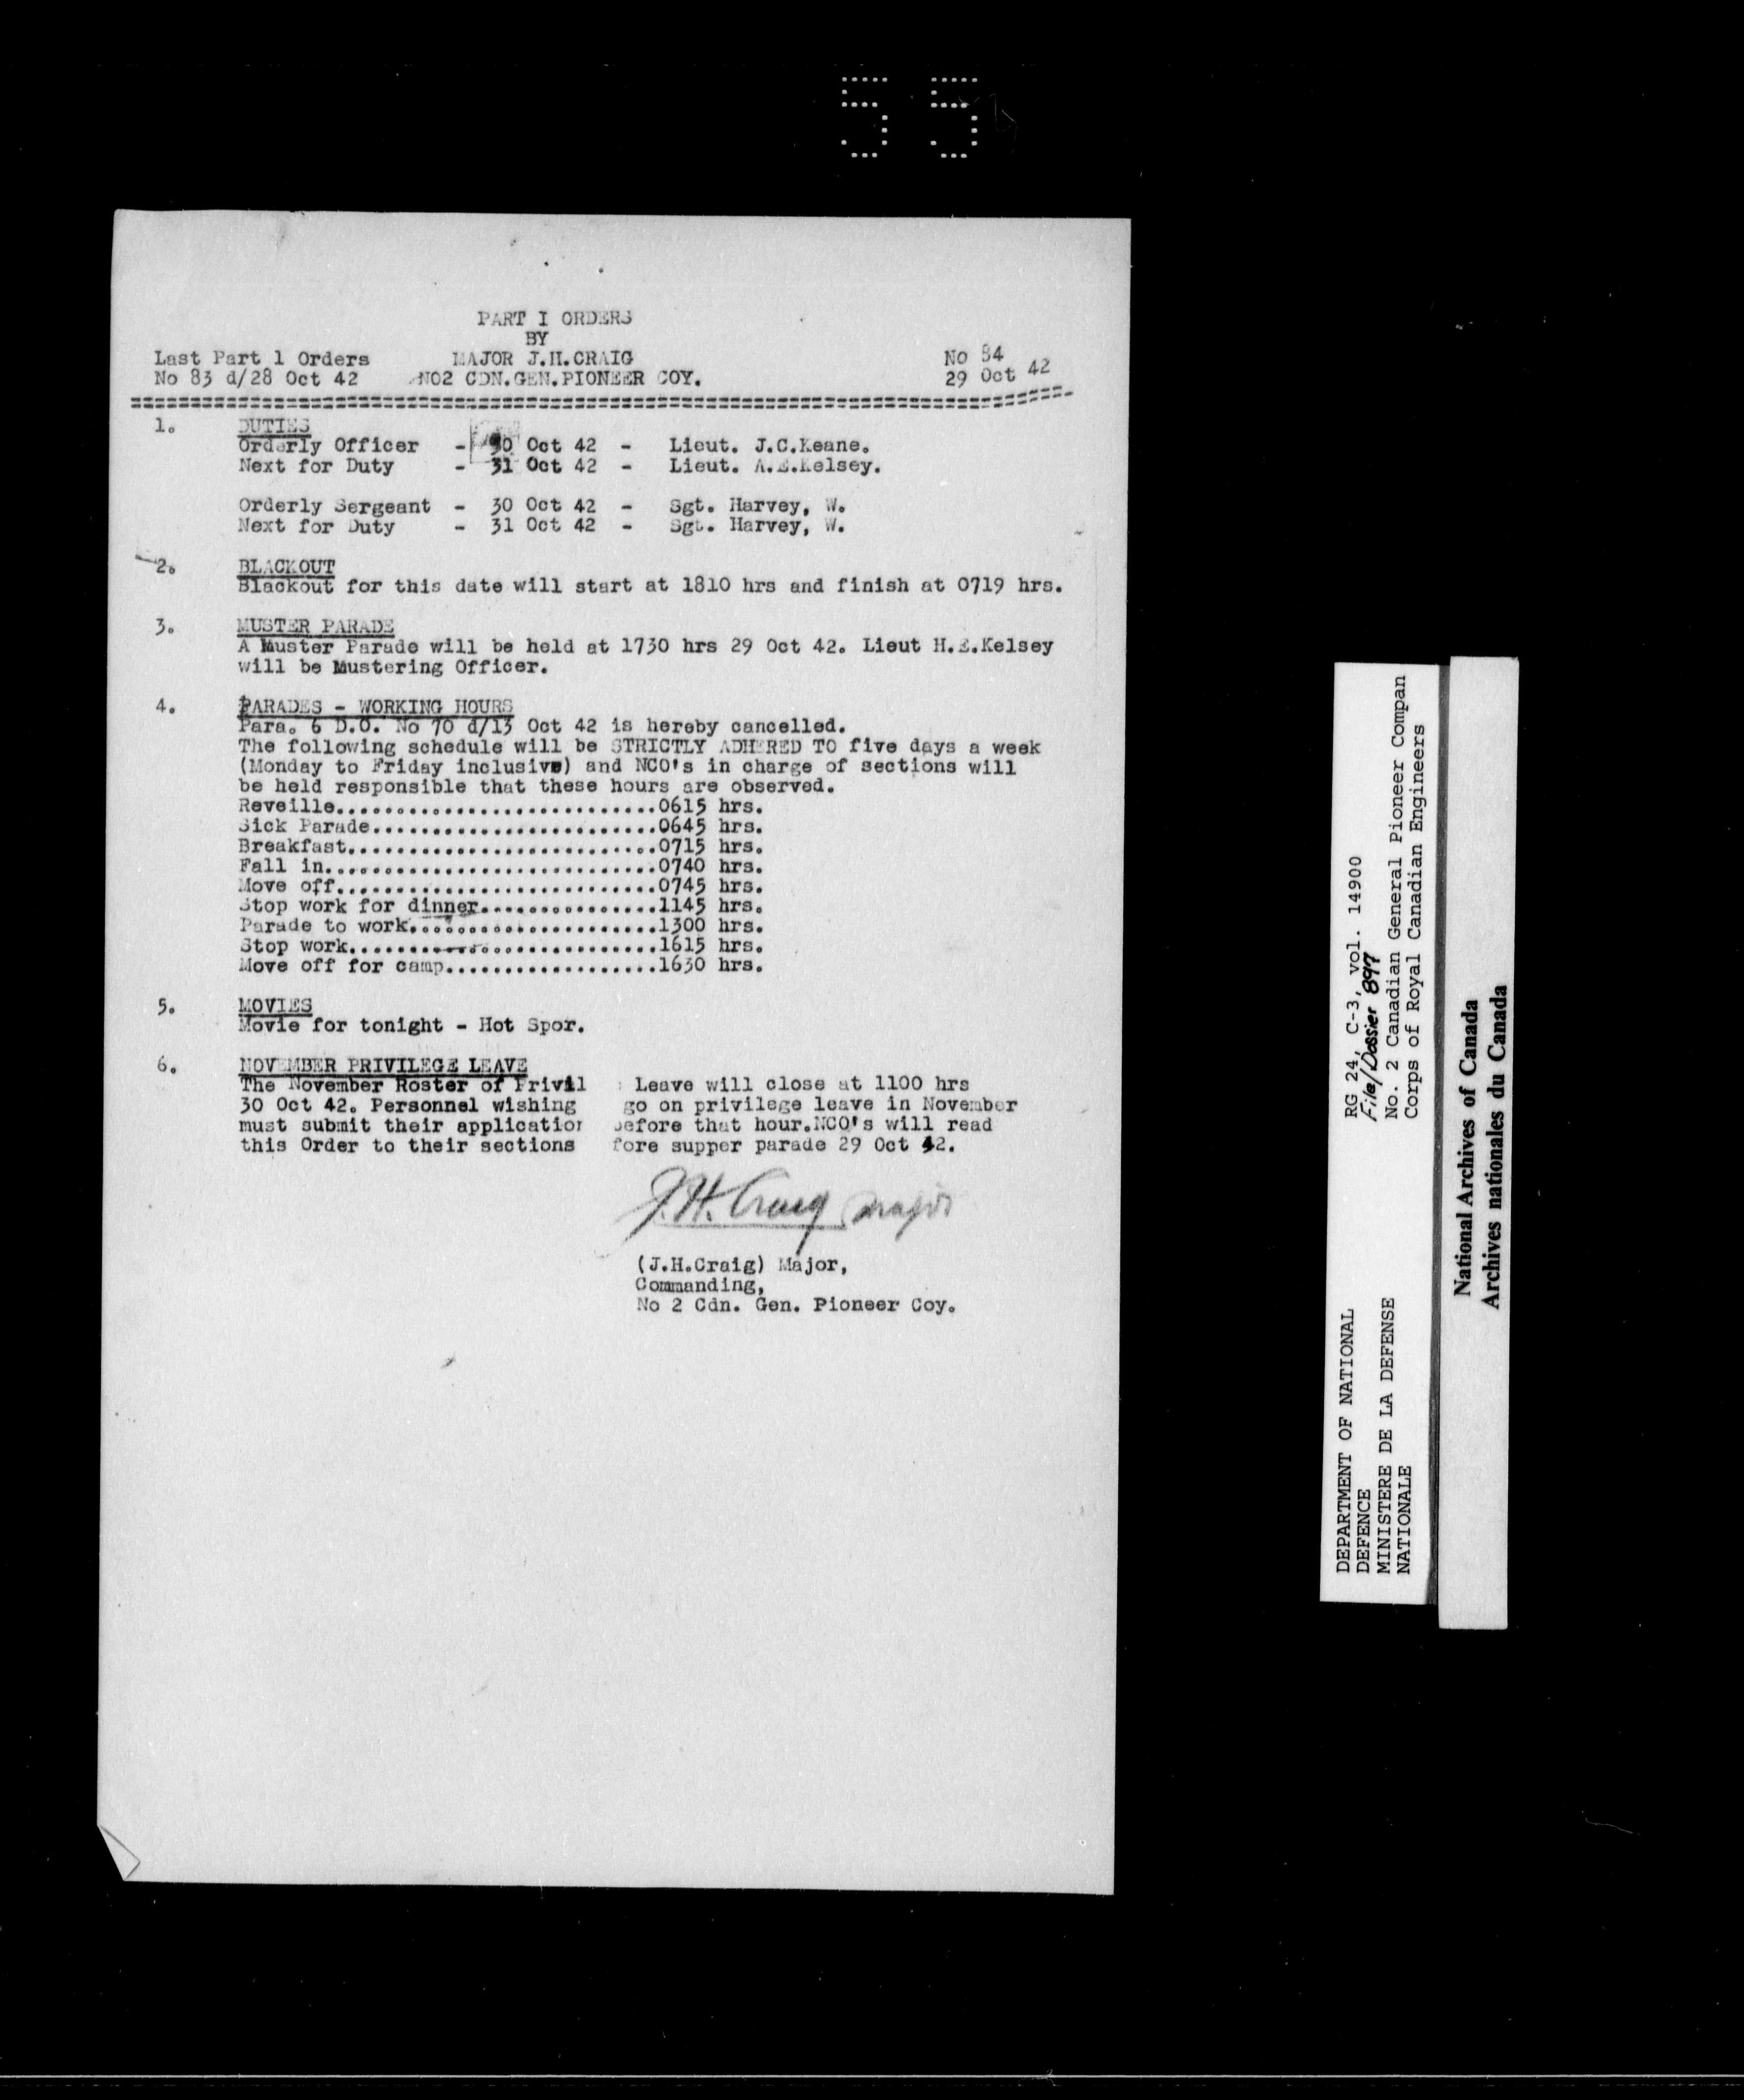 55
PART I ORDERS
BY
Last Part 1 Orders MAJOR J.H.CRAIG No 84
No 83 d/28 Oct 42 NO2 CDN.GEN.PIONEER COY. 29 Oct 42
1. DUTIES
Orderly Officer - 30 Oct 42 - Lieut. J.C.Keane.
Next for Duty - 31 Oct 42 - Lieut. A.E.Kelsey.
Orderly Sergeant - 30 Oct 42 - Sgt. Harvey, W.
Next for Duty - 31 Oct 42 - Sgt. Harvey, W.
2. BLACKOUT
Blackout for this date will start at 1810 hrs and finish at 0719 hrs.
3. MUSTER PARADE
A Muster Parade will be held at 1730 hrs 29 Oct 42. Lieut H.E.Kelsey
will be Mustering Officer.
4. PARADES - WORKING HOURS
Para. 6 D.O. No 70 d/13 Oct 42 is hereby cancelled.
The following schedule will be STRICTLY ADHERED TO five days a week
(Monday to Friday inclusive) and NCO's in charge of sections will
be held responsible that these hours are observed.
Reveille...........................0615 hrs.
Sick Parade........................0645 hrs.
Breakfast..........................0715 hrs.
Fall in............................0740 hrs.
Move off...........................0745 hrs.
Stop work for dinner...............1145 hrs.
Parade to work.....................1300 hrs.
Stop work..........................1615 hrs.
Move off for camp..................1630 hrs.
5. MOVIES
Movie for tonight - Hot Spor.
6. NOVEMBER PRIVILEGE LEAVE
The November Roster of Privil Leave will close at 1100 hrs
30 Oct 42. Personnel wishing go on privilege leave in November
must submit their application before that hour.NCO's will read
this Order to their sections fore supper parade 29 Oct 42.
J.H. Craig Major
(J.H.Craig) Major,
Commanding,
No 2 Cdn. Gen. Pioneer Coy.
DEPARTMENT OF NATIONAL
DEFENCE
MINISTERE DE LA DEFENSE
NATIONALE
RG 24, C-3, vol. 14900
File/Dossier 897
No. 2 Canadian General Pioneer Compan
Corps of Royal Canadian Engineers
National Archives of Canada
Archives nationales du Canada